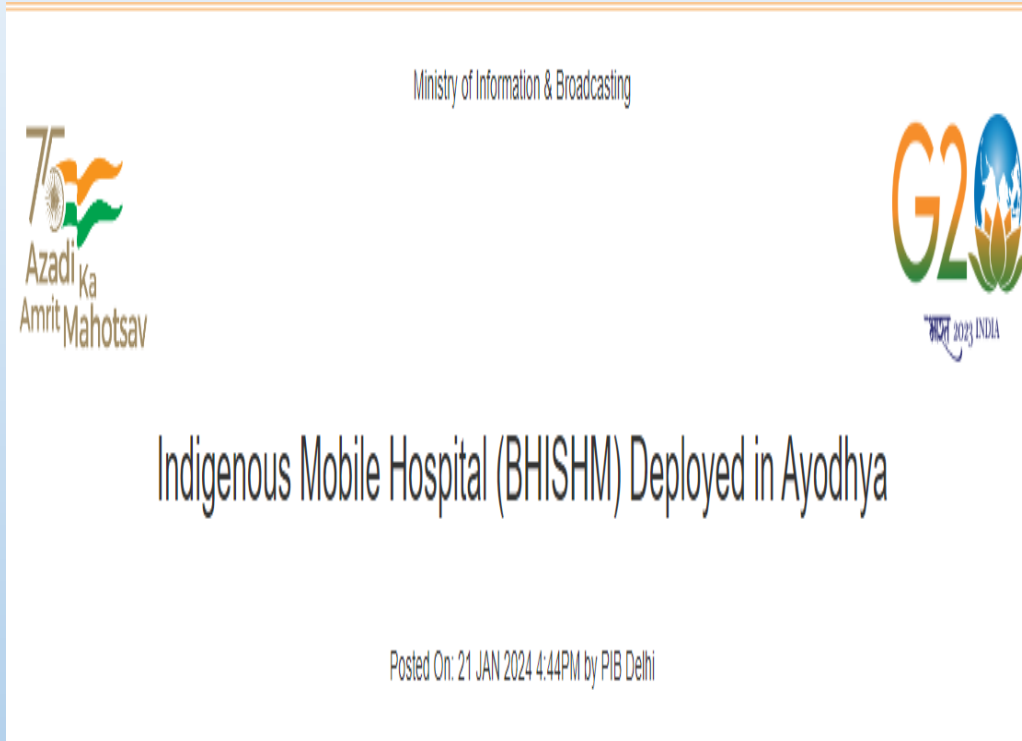 Ministry of Information & Broadcasting
75
Azadi Ka
Amrit Mahotsav
G20
भारत 2023 INDIA
Indigenous Mobile Hospital (BHISHM) Deployed in Ayodhya
Posted On: 21 JAN 2024 4:44PM by PIB Delhi